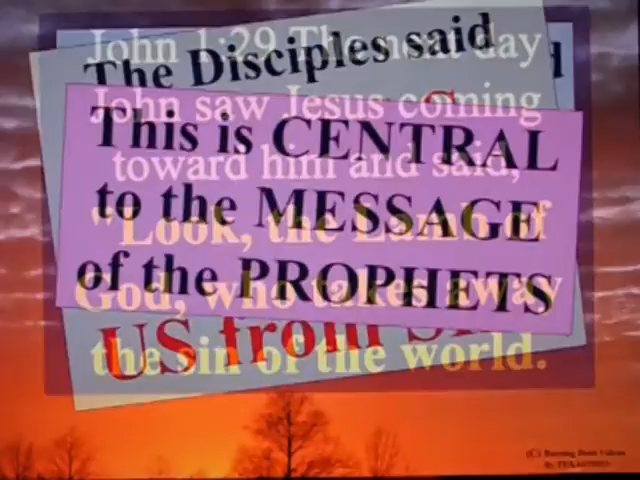 The Disciples said
This is CENTRAL
to the MESSAGE
of the PROPHETS
US from
John 1:29 The next day
John saw Jesus coming
toward him and said,
"Look, the Lamb of
God, who takes away
the sin of the world.